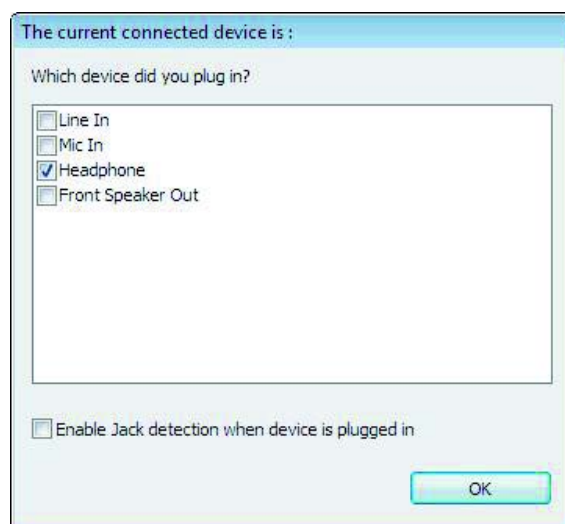 The current connected device is :
Which device did you plug in?
Line In
Mic In
Headphone
Front Speaker Out
Enable Jack detection when device is plugged in
OK